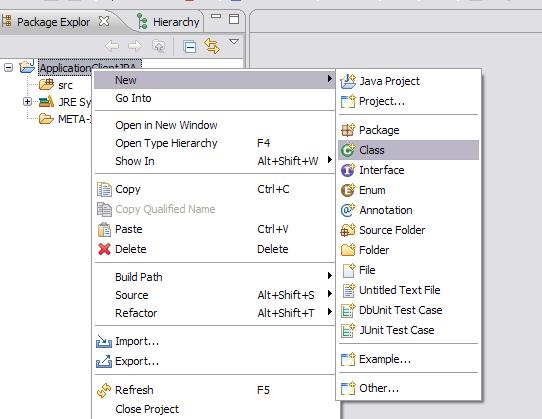 Package Explor
Hierarchy
ApplicationClientJPA
src
JRE Sy
META-I
New
Go Into
Open in New Window
Open Type Hierarchy F4
Show In Alt+Shift+W
Copy Ctrl+C
Copy Qualified Name
Paste Ctrl+V
Delete Delete
Build Path
Source Alt+Shift+S
Refactor Alt+Shift+T
Import...
Export...
Refresh F5
Close Project
Java Project
Project...
Package
Class
Interface
Enum
Annotation
Source Folder
Folder
File
Untitled Text File
DbUnit Test Case
JUnit Test Case
Example...
Other...